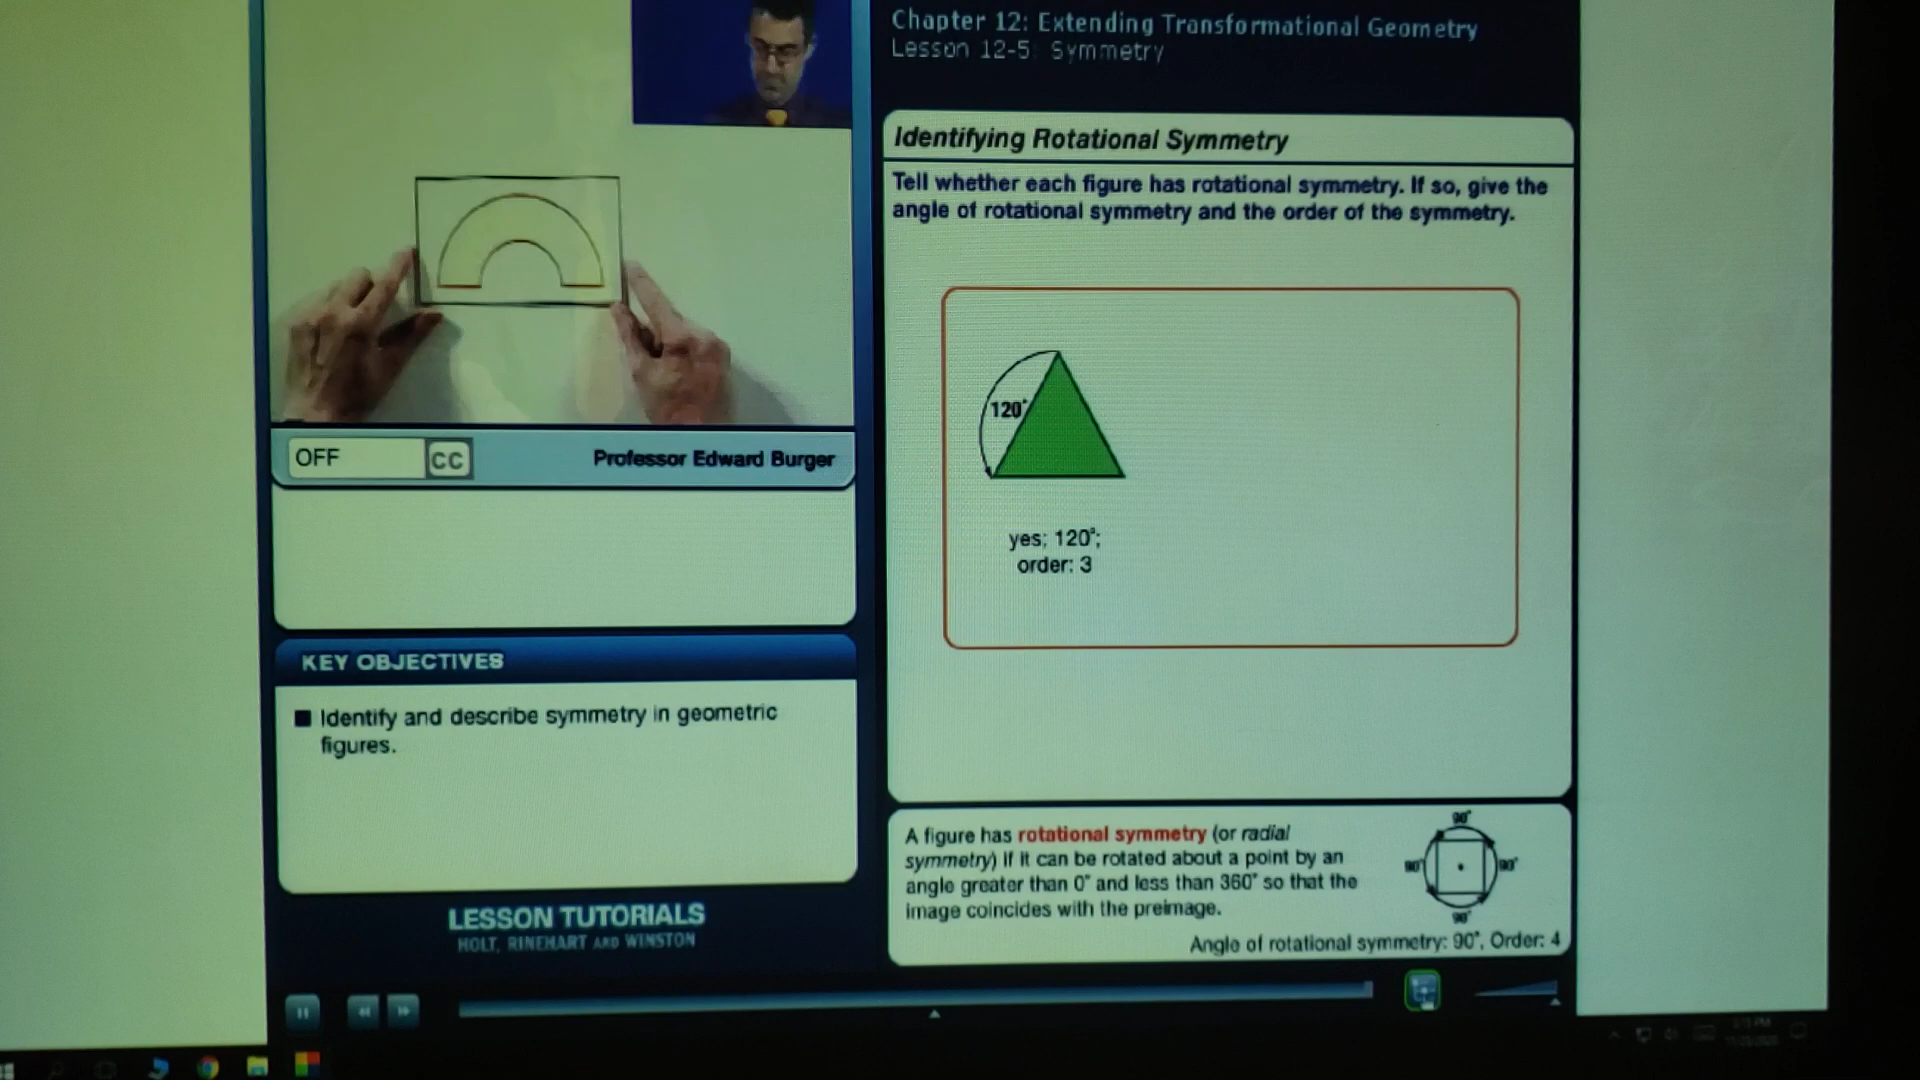 Chapter 12: Extending Transformational Geometry
Lesson 12-5: Symmetry
Identifying Rotational Symmetry
Tell whether each figure has rotational symmetry. If so, give the
angle of rotational symmetry and the order of the symmetry.
120°
yes; 120°;
order: 3
OFF
CC
Professor Edward Burger
KEY OBJECTIVES
Identify and describe symmetry in geometric
figures.
LESSON TUTORIALS
HOLT, RINEHART AND WINSTON
A figure has rotational symmetry (or radial
symmetry) if it can be rotated about a point by an
angle greater than 0° and less than 360° so that the
image coincides with the preimage.
90°
90°
90°
90°
Angle of rotational symmetry: 90°, Order: 4